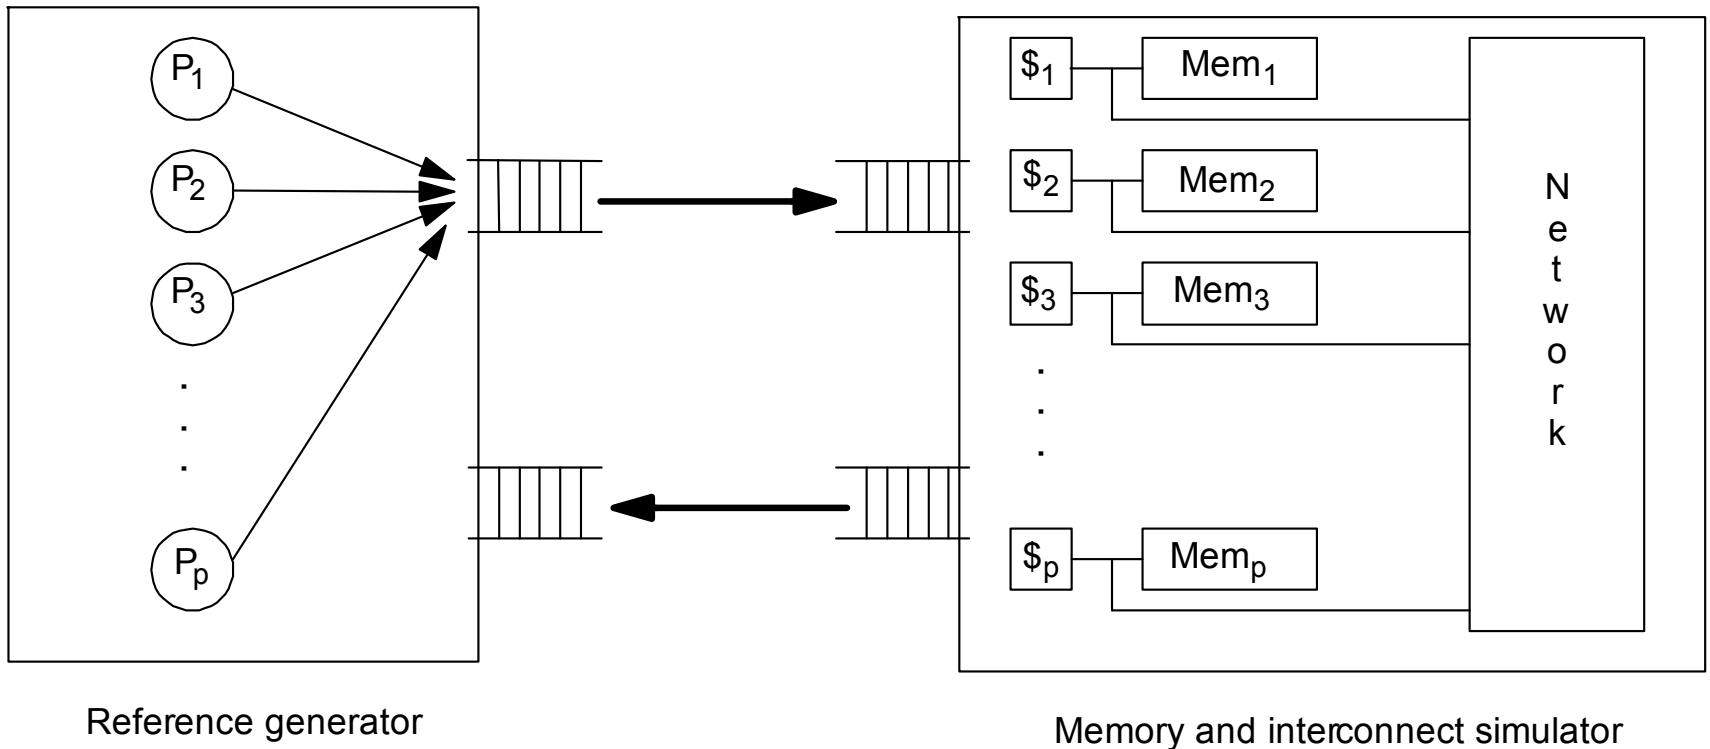 P1
P2
P3
.
.
.
Pp
$1 Mem1
$2 Mem2
$3 Mem3
.
.
.
$p Memp
N
e
t
w
o
r
k
Reference generator
Memory and interconnect simulator